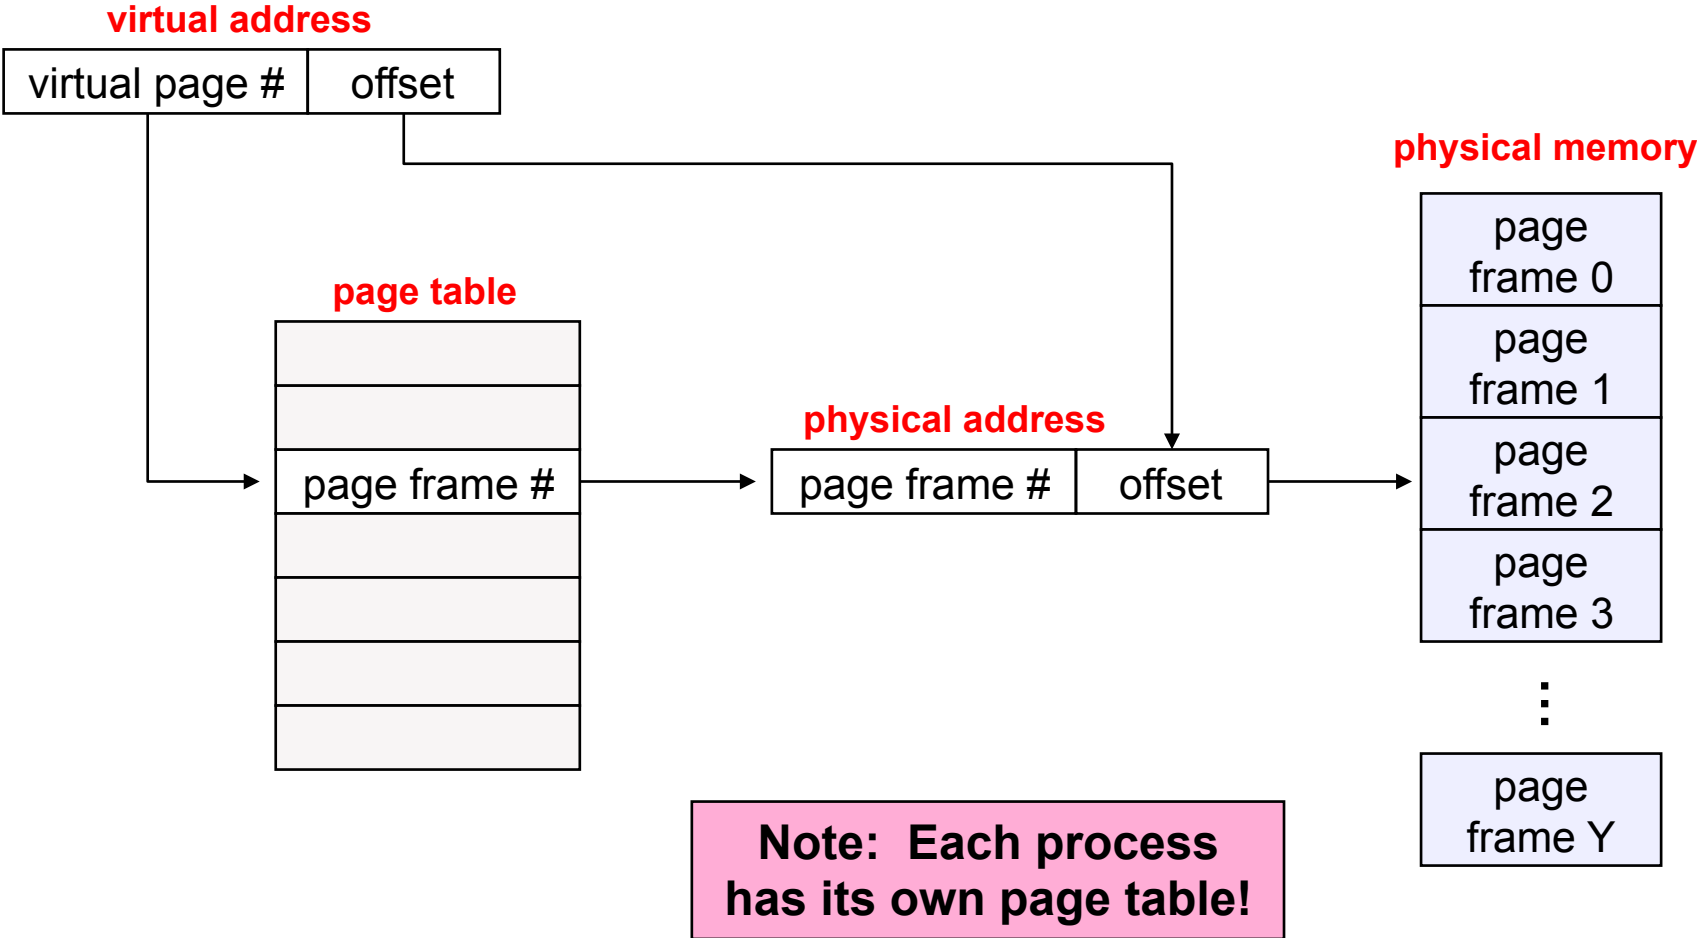 virtual address
virtual page #
offset
physical memory
page table
page frame #
physical address
page frame #
offset
page
frame 0
page
frame 1
page
frame 2
page
frame 3
⋮
page
frame Y
Note: Each process
has its own page table!